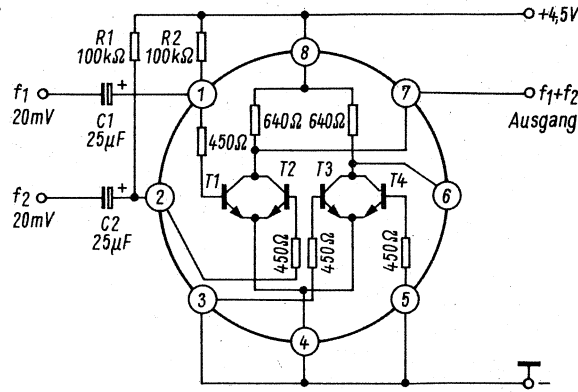 R1
100kΩ
R2
100kΩ
+4,5V
8
f1
20mV
C1
25µF
+
1
7
f1+f2
Ausgang
640Ω
640Ω
450Ω
T1
T2
T3
T4
f2
20mV
C2
25µF
+
2
6
450Ω
450Ω
450Ω
3
5
4
–